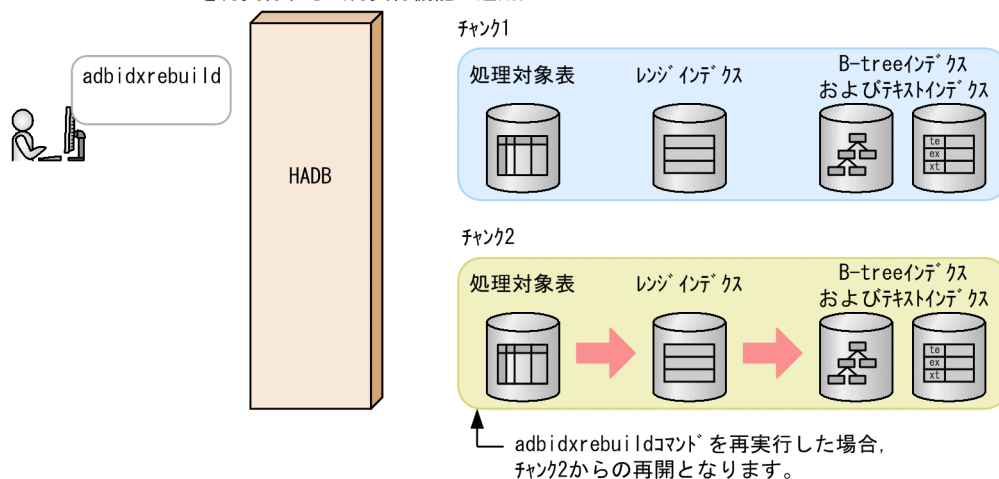 チャンク1
adbidxrebuild
処理対象表
レンジインデクス
B-treeインデクス
およびテキストインデクス
te
ex
xt
HADB
チャンク2
処理対象表
レンジインデクス
B-treeインデクス
およびテキストインデクス
te
ex
xt
adbidxrebuildコマンドを再実行した場合,
チャンク2からの再開となります。